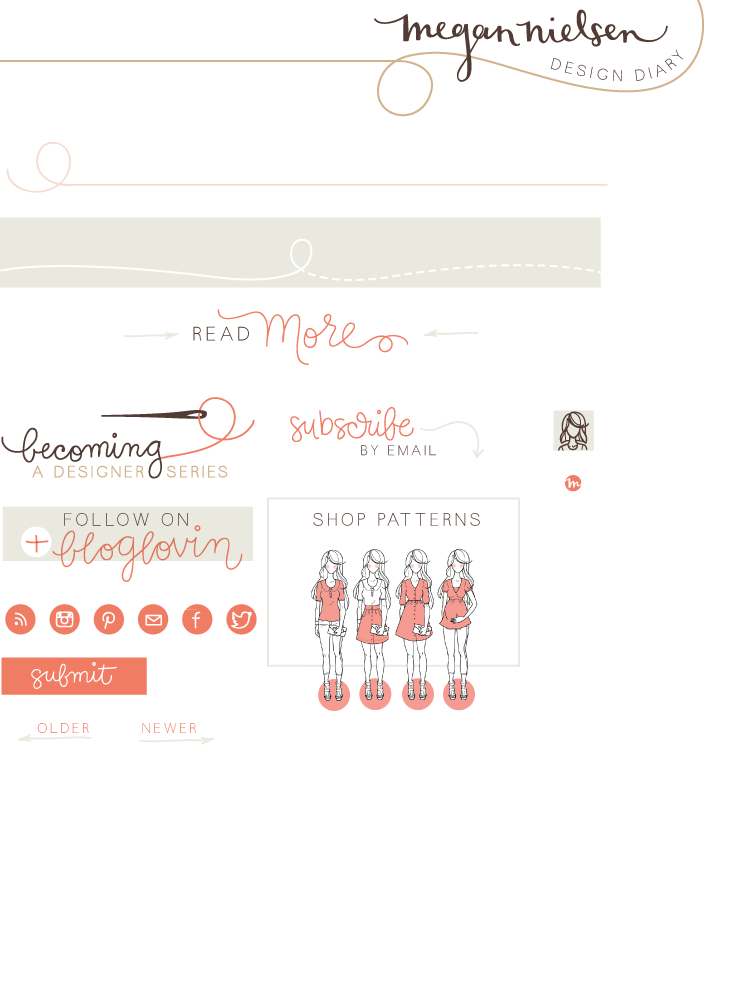 megan nielsen
DESIGN DIARY
READ More
becoming
A DESIGNER SERIES
subscribe
BY EMAIL
m
FOLLOW ON
+ bloglovin
SHOP PATTERNS
f
submit
OLDER
NEWER